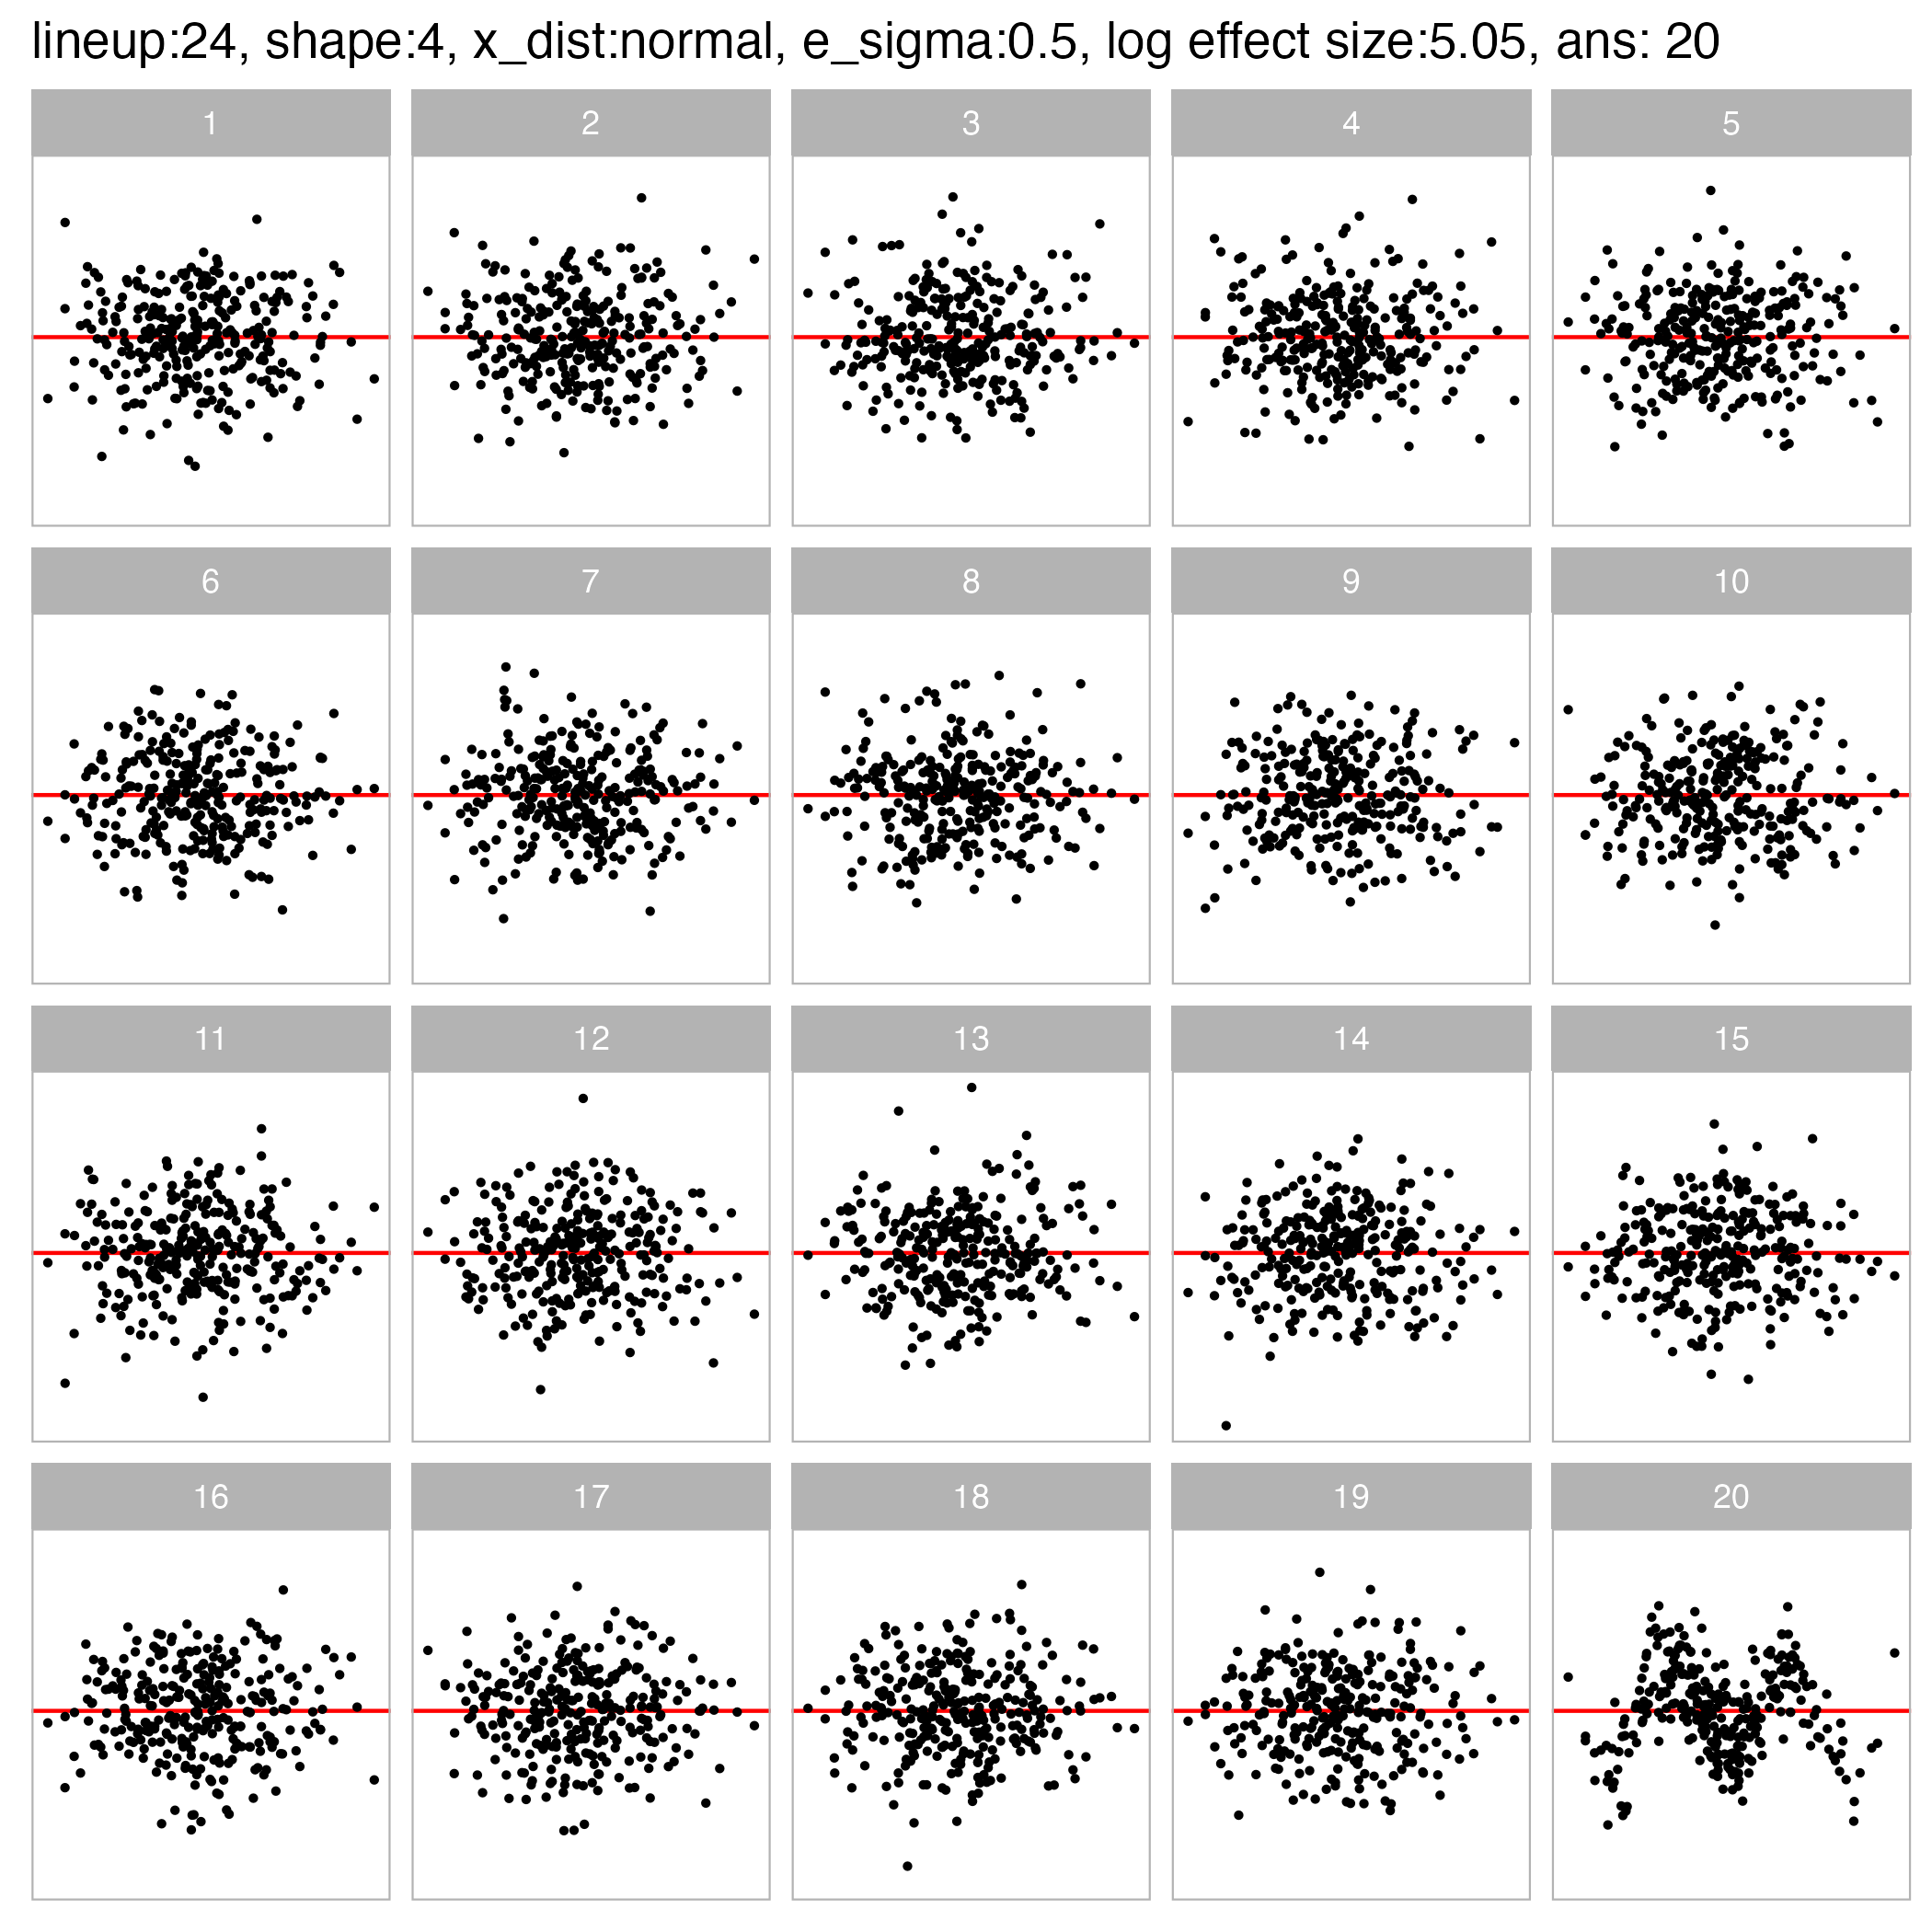 lineup:24, shape:4, x_dist:normal, e_sigma:0.5, log effect size:5.05, ans: 20
1 2 3 4 5
6 7 8 9 10
11 12 13 14 15
16 17 18 19 20